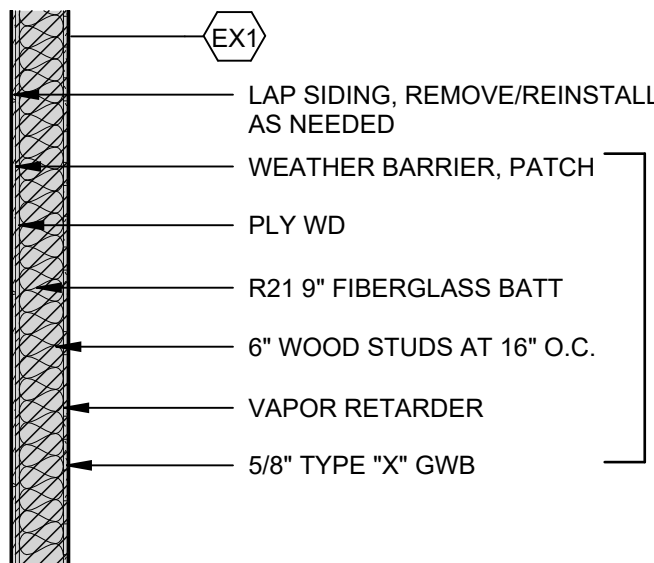 EX1
LAP SIDING, REMOVE/REINSTALL
AS NEEDED
WEATHER BARRIER, PATCH
PLY WD
R21 9" FIBERGLASS BATT
6" WOOD STUDS AT 16" O.C.
VAPOR RETARDER
5/8" TYPE "X" GWB